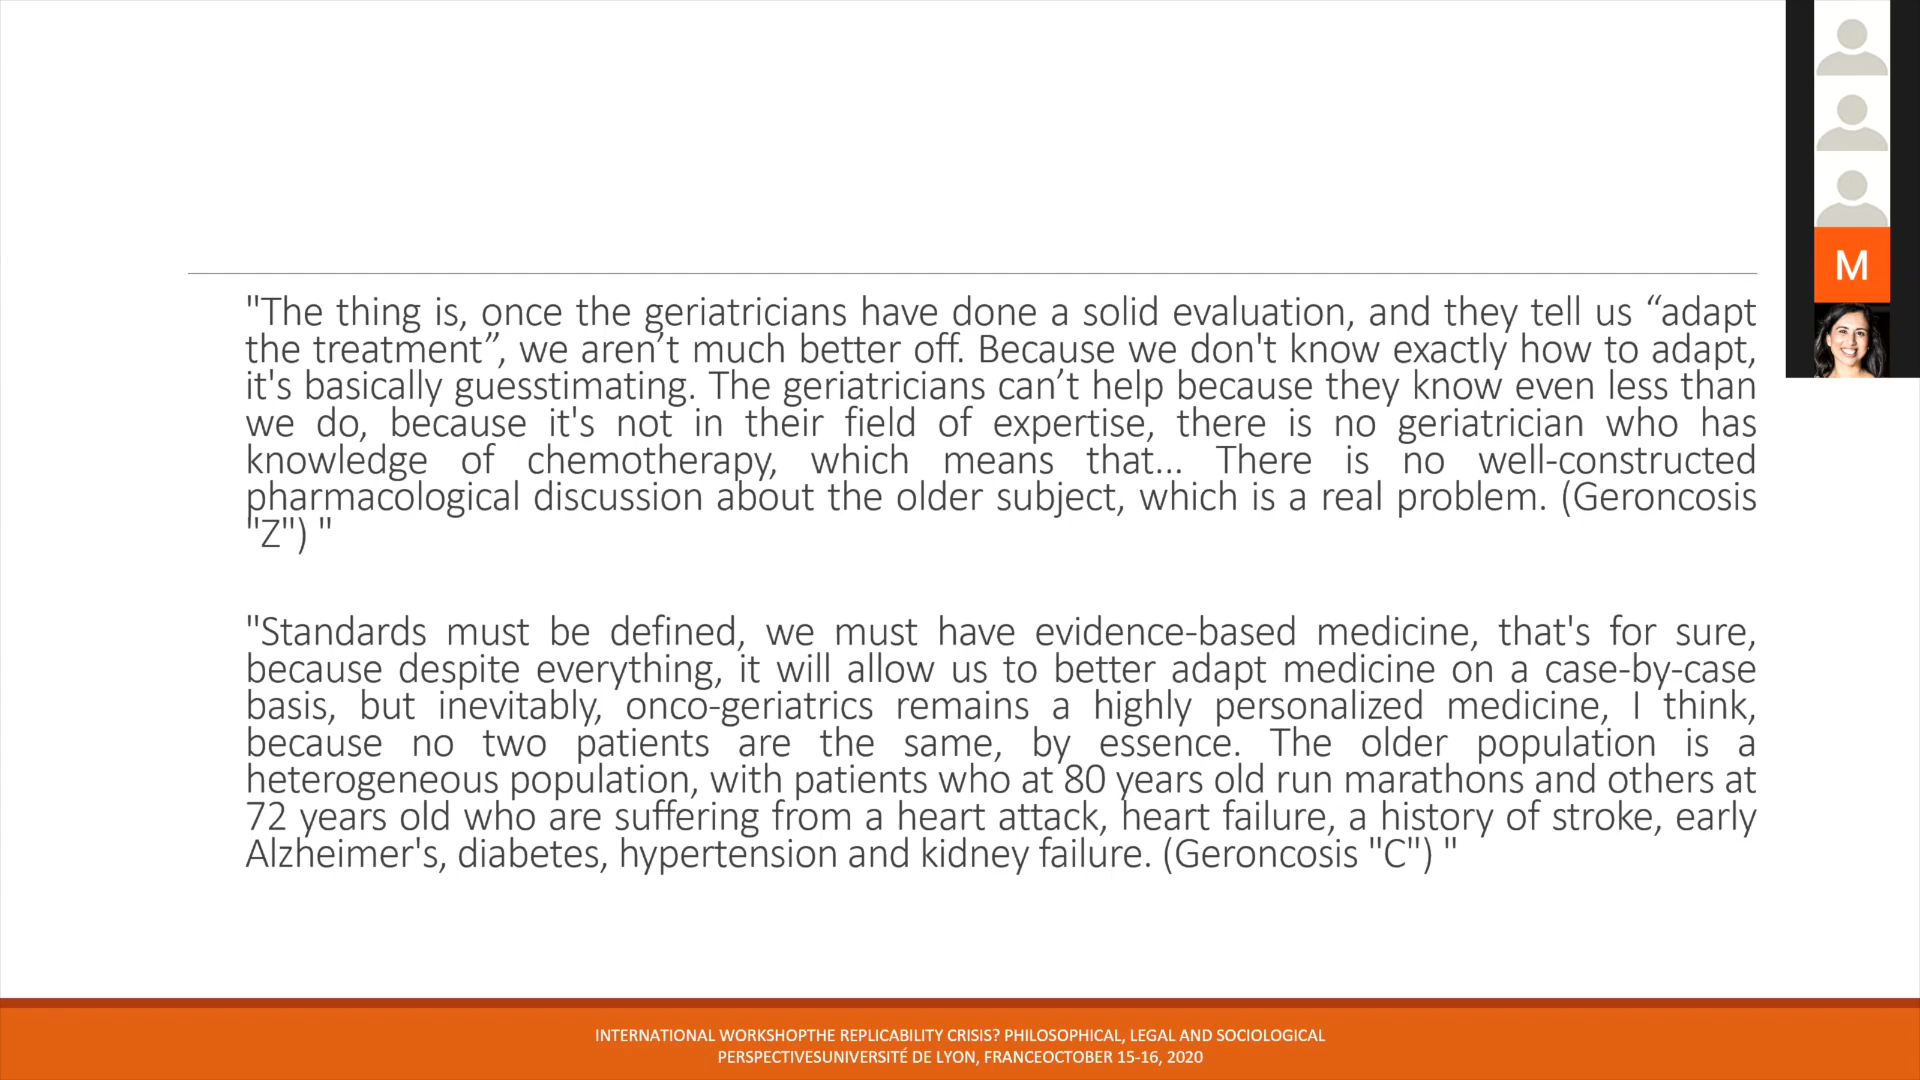 "The thing is, once the geriatricians have done a solid evaluation, and they tell us “adapt
the treatment”, we aren’t much better off. Because we don't know exactly how to adapt,
it's basically guesstimating. The geriatricians can’t help because they know even less than
we do, because it's not in their field of expertise, there is no geriatrician who has
knowledge of chemotherapy, which means that... There is no well-constructed
pharmacological discussion about the older subject, which is a real problem. (Geroncosis
"Z") "
"Standards must be defined, we must have evidence-based medicine, that's for sure,
because despite everything, it will allow us to better adapt medicine on a case-by-case
basis, but inevitably, onco-geriatrics remains a highly personalized medicine, I think,
because no two patients are the same, by essence. The older population is a
heterogeneous population, with patients who at 80 years old run marathons and others at
72 years old who are suffering from a heart attack, heart failure, a history of stroke, early
Alzheimer's, diabetes, hypertension and kidney failure. (Geroncosis "C") "
INTERNATIONAL WORKSHOPTHE REPLICABILITY CRISIS? PHILOSOPHICAL, LEGAL AND SOCIOLOGICAL
PERSPECTIVESUNIVERSITÉ DE LYON, FRANCEOCTOBER 15-16, 2020
M